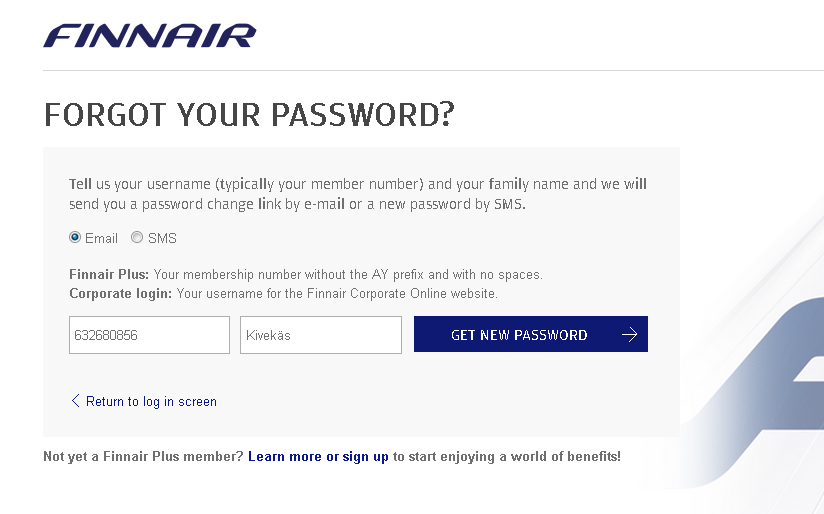 FINNAIR
FORGOT YOUR PASSWORD?
Tell us your username (typically your member number) and your family name and we will
send you a password change link by e-mail or a new password by SMS.
Email SMS
Finnair Plus: Your membership number without the AY prefix and with no spaces.
Corporate login: Your username for the Finnair Corporate Online website.
632680856 Kivekäs GET NEW PASSWORD
Return to log in screen
Not yet a Finnair Plus member? Learn more or sign up to start enjoying a world of benefits!